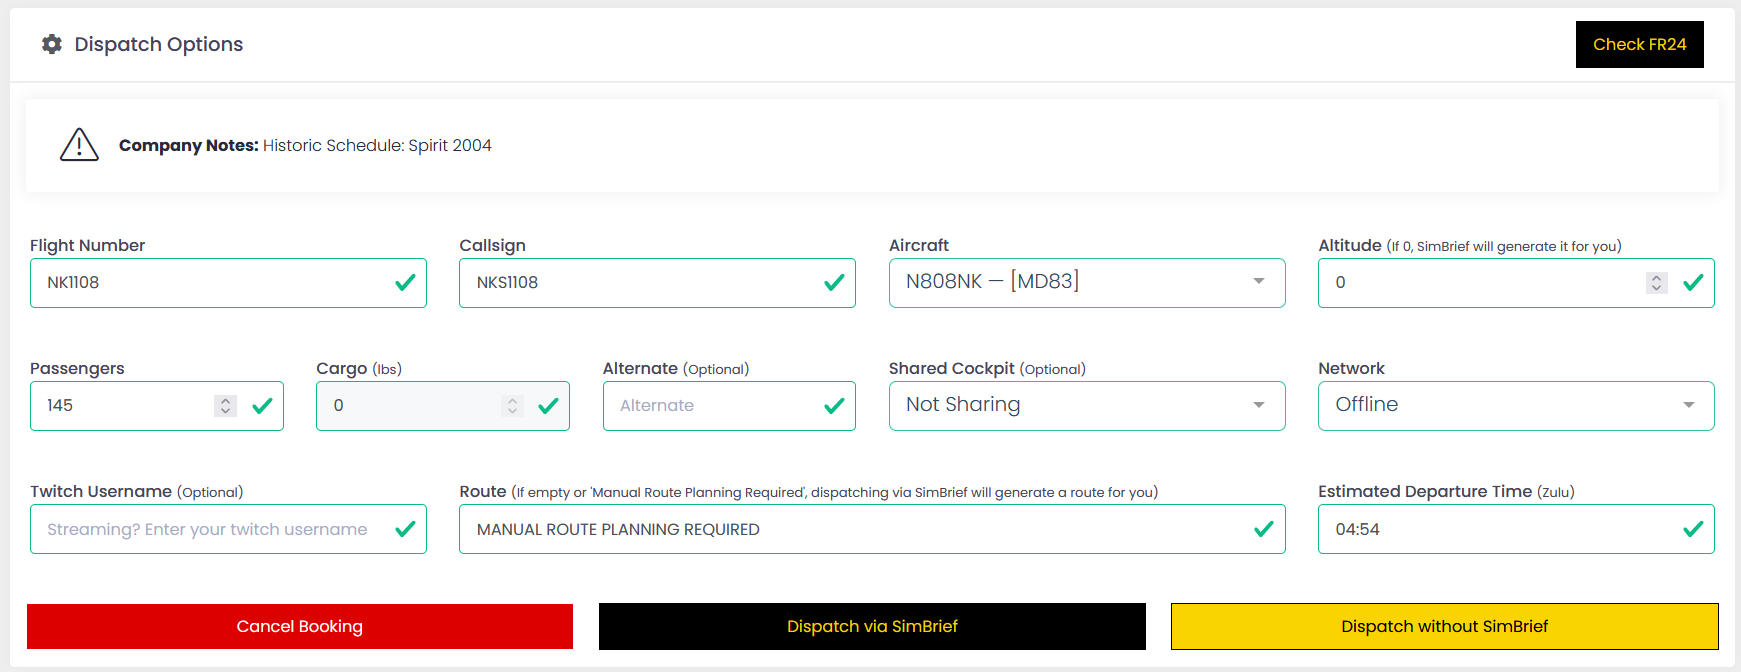 Dispatch Options
Check FR24
Company Notes: Historic Schedule: Spirit 2004
Flight Number
Callsign
Aircraft
Altitude (If 0, SimBrief will generate it for you)
NK1108
NKS1108
N808NK — [MD83]
0
Passengers
Cargo (lbs)
Alternate (Optional)
Shared Cockpit (Optional)
Network
145
0
Alternate
Not Sharing
Offline
Twitch Username (Optional)
Route (If empty or 'Manual Route Planning Required', dispatching via SimBrief will generate a route for you)
Estimated Departure Time (Zulu)
Streaming? Enter your twitch username
MANUAL ROUTE PLANNING REQUIRED
04:54
Cancel Booking
Dispatch via SimBrief
Dispatch without SimBrief